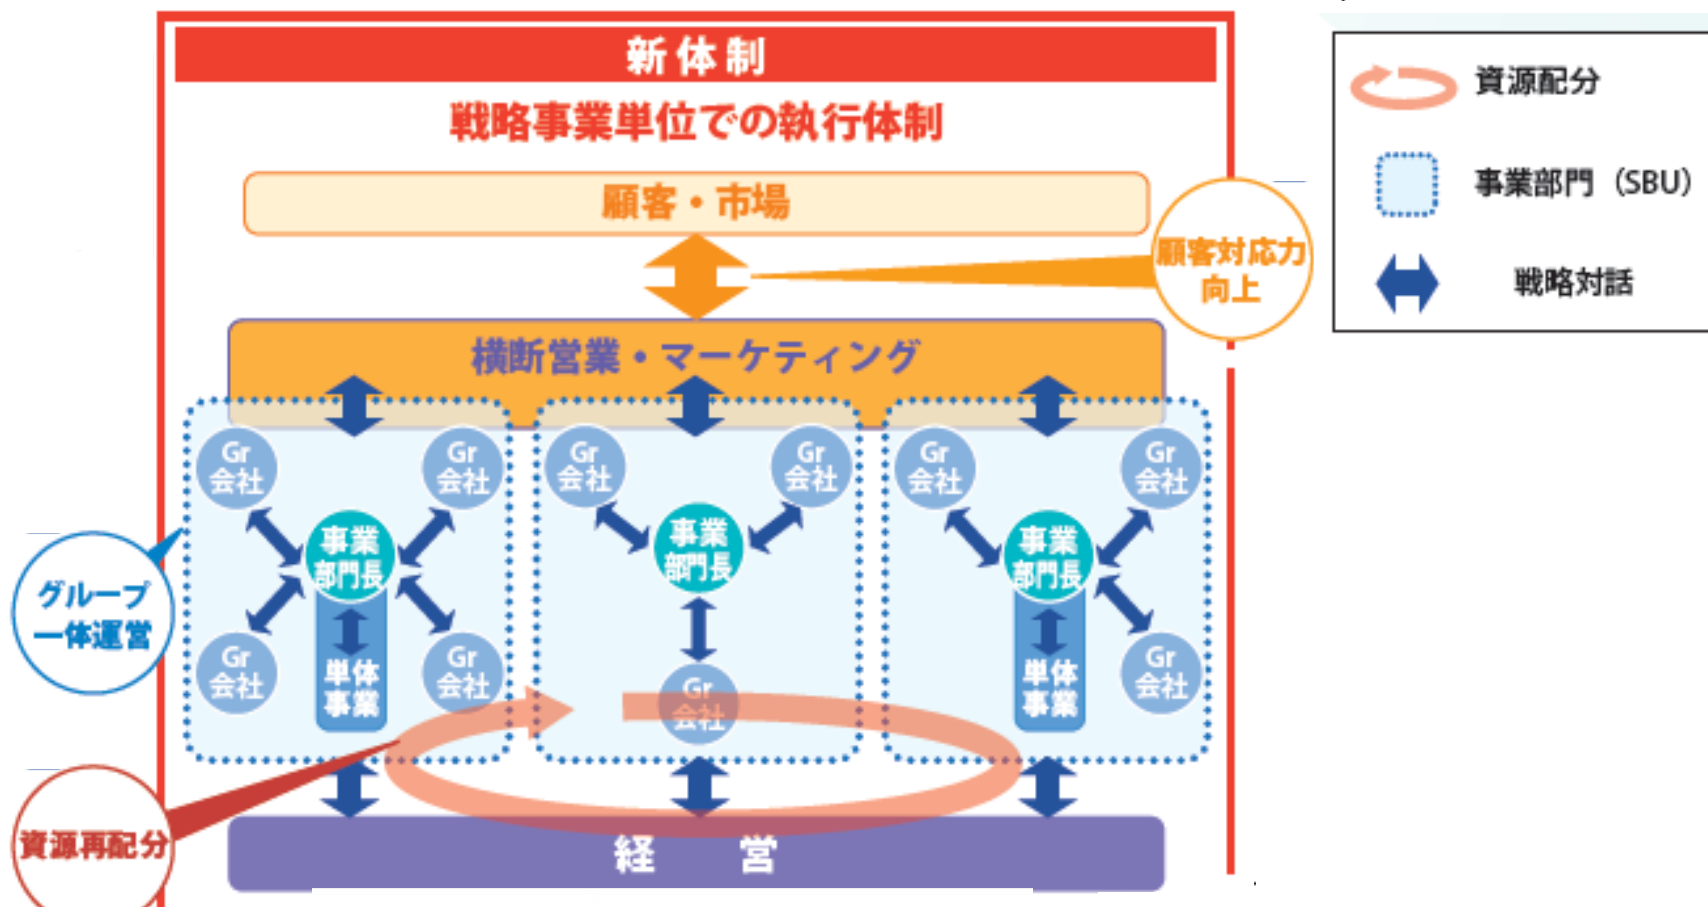 新体制
戦略事業単位での執行体制
顧客・市場
顧客対応力
向上
横断営業・マーケティング
Gr
会社
Gr
会社
事業
部門長
Gr
会社
Gr
会社
単体
事業
Gr
会社
Gr
会社
事業
部門長
Gr
会社
Gr
会社
Gr
会社
事業
部門長
Gr
会社
単体
事業
グループ
一体運営
資源再配分
経営
資源配分
事業部門（SBU）
戦略対話